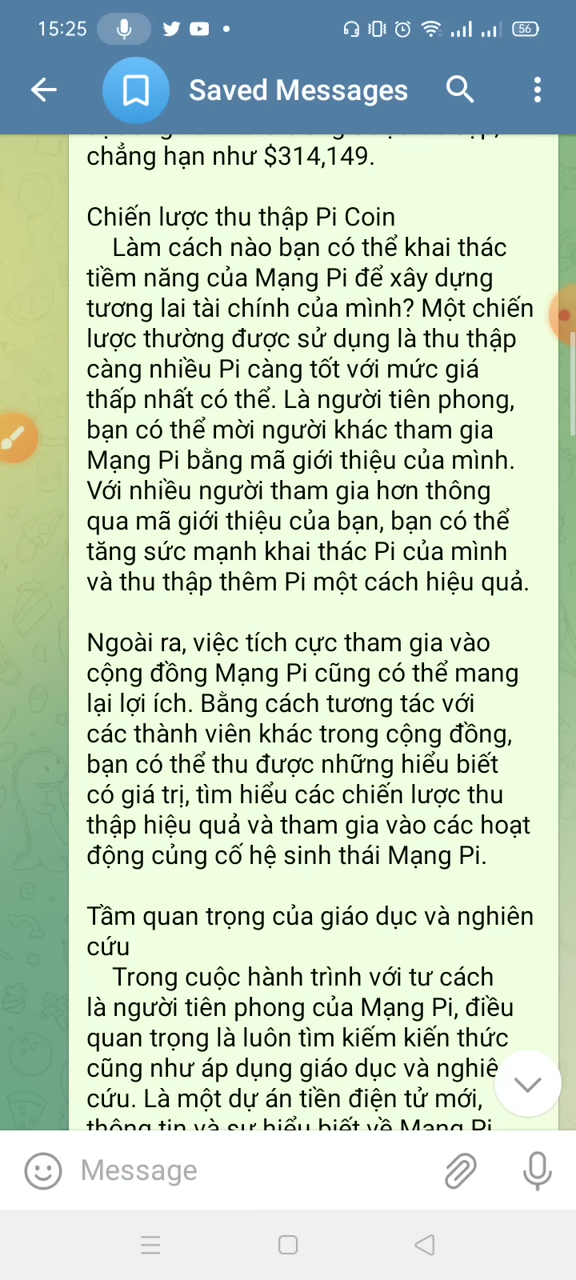 15:25
56
Saved Messages
chẳng hạn như $314,149.
Chiến lược thu thập Pi Coin
Làm cách nào bạn có thể khai thác
tiềm năng của Mạng Pi để xây dựng
tương lai tài chính của mình? Một chiến
lược thường được sử dụng là thu thập
càng nhiều Pi càng tốt với mức giá
thấp nhất có thể. Là người tiên phong,
bạn có thể mời người khác tham gia
Mạng Pi bằng mã giới thiệu của mình.
Với nhiều người tham gia hơn thông
qua mã giới thiệu của bạn, bạn có thể
tăng sức mạnh khai thác Pi của mình
và thu thập thêm Pi một cách hiệu quả.
Ngoài ra, việc tích cực tham gia vào
cộng đồng Mạng Pi cũng có thể mang
lại lợi ích. Bằng cách tương tác với
các thành viên khác trong cộng đồng,
bạn có thể thu được những hiểu biết
có giá trị, tìm hiểu các chiến lược thu
thập hiệu quả và tham gia vào các hoạt
động củng cố hệ sinh thái Mạng Pi.
Tầm quan trọng của giáo dục và nghiên
cứu
Trong cuộc hành trình với tư cách
là người tiên phong của Mạng Pi, điều
quan trọng là luôn tìm kiếm kiến thức
cũng như áp dụng giáo dục và nghiê
cứu. Là một dự án tiền điện tử mới,
thông tin và sự hiểu biết về Mạng Pi
Message